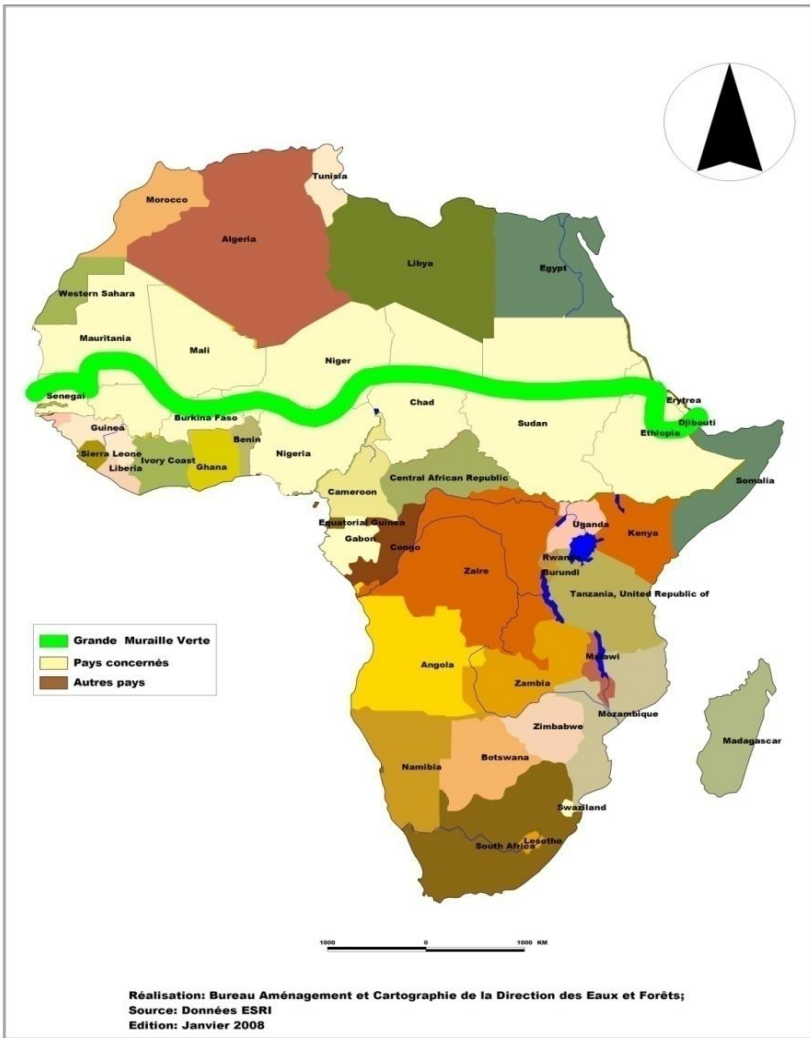 Tunisia
Morocco
Algeria
Libya
Egypt
Western Sahara
Mauritania
Mali
Niger
Chad
Sudan
Erytrea
Djibouti
Ethiopia
Somalia
Senegal
Burkina Faso
Guinea
Benin
Sierra Leone
Ivory Coast
Ghana
Nigeria
Liberia
Cameroon
Central African Republic
Equatorial Guinea
Gabon
Congo
Zaire
Uganda
Kenya
Rwanda
Burundi
Tanzania, United Republic of
Angola
Zambia
Malawi
Mozambique
Zimbabwe
Madagascar
Namibia
Botswana
Swaziland
South Africa
Lesotho
Grande Muraille Verte
Pays concernés
Autres pays
1000 0 1000 KM
Réalisation: Bureau Aménagement et Cartographie de la Direction des Eaux et Forêts;
Source: Données ESRI
Edition: Janvier 2008